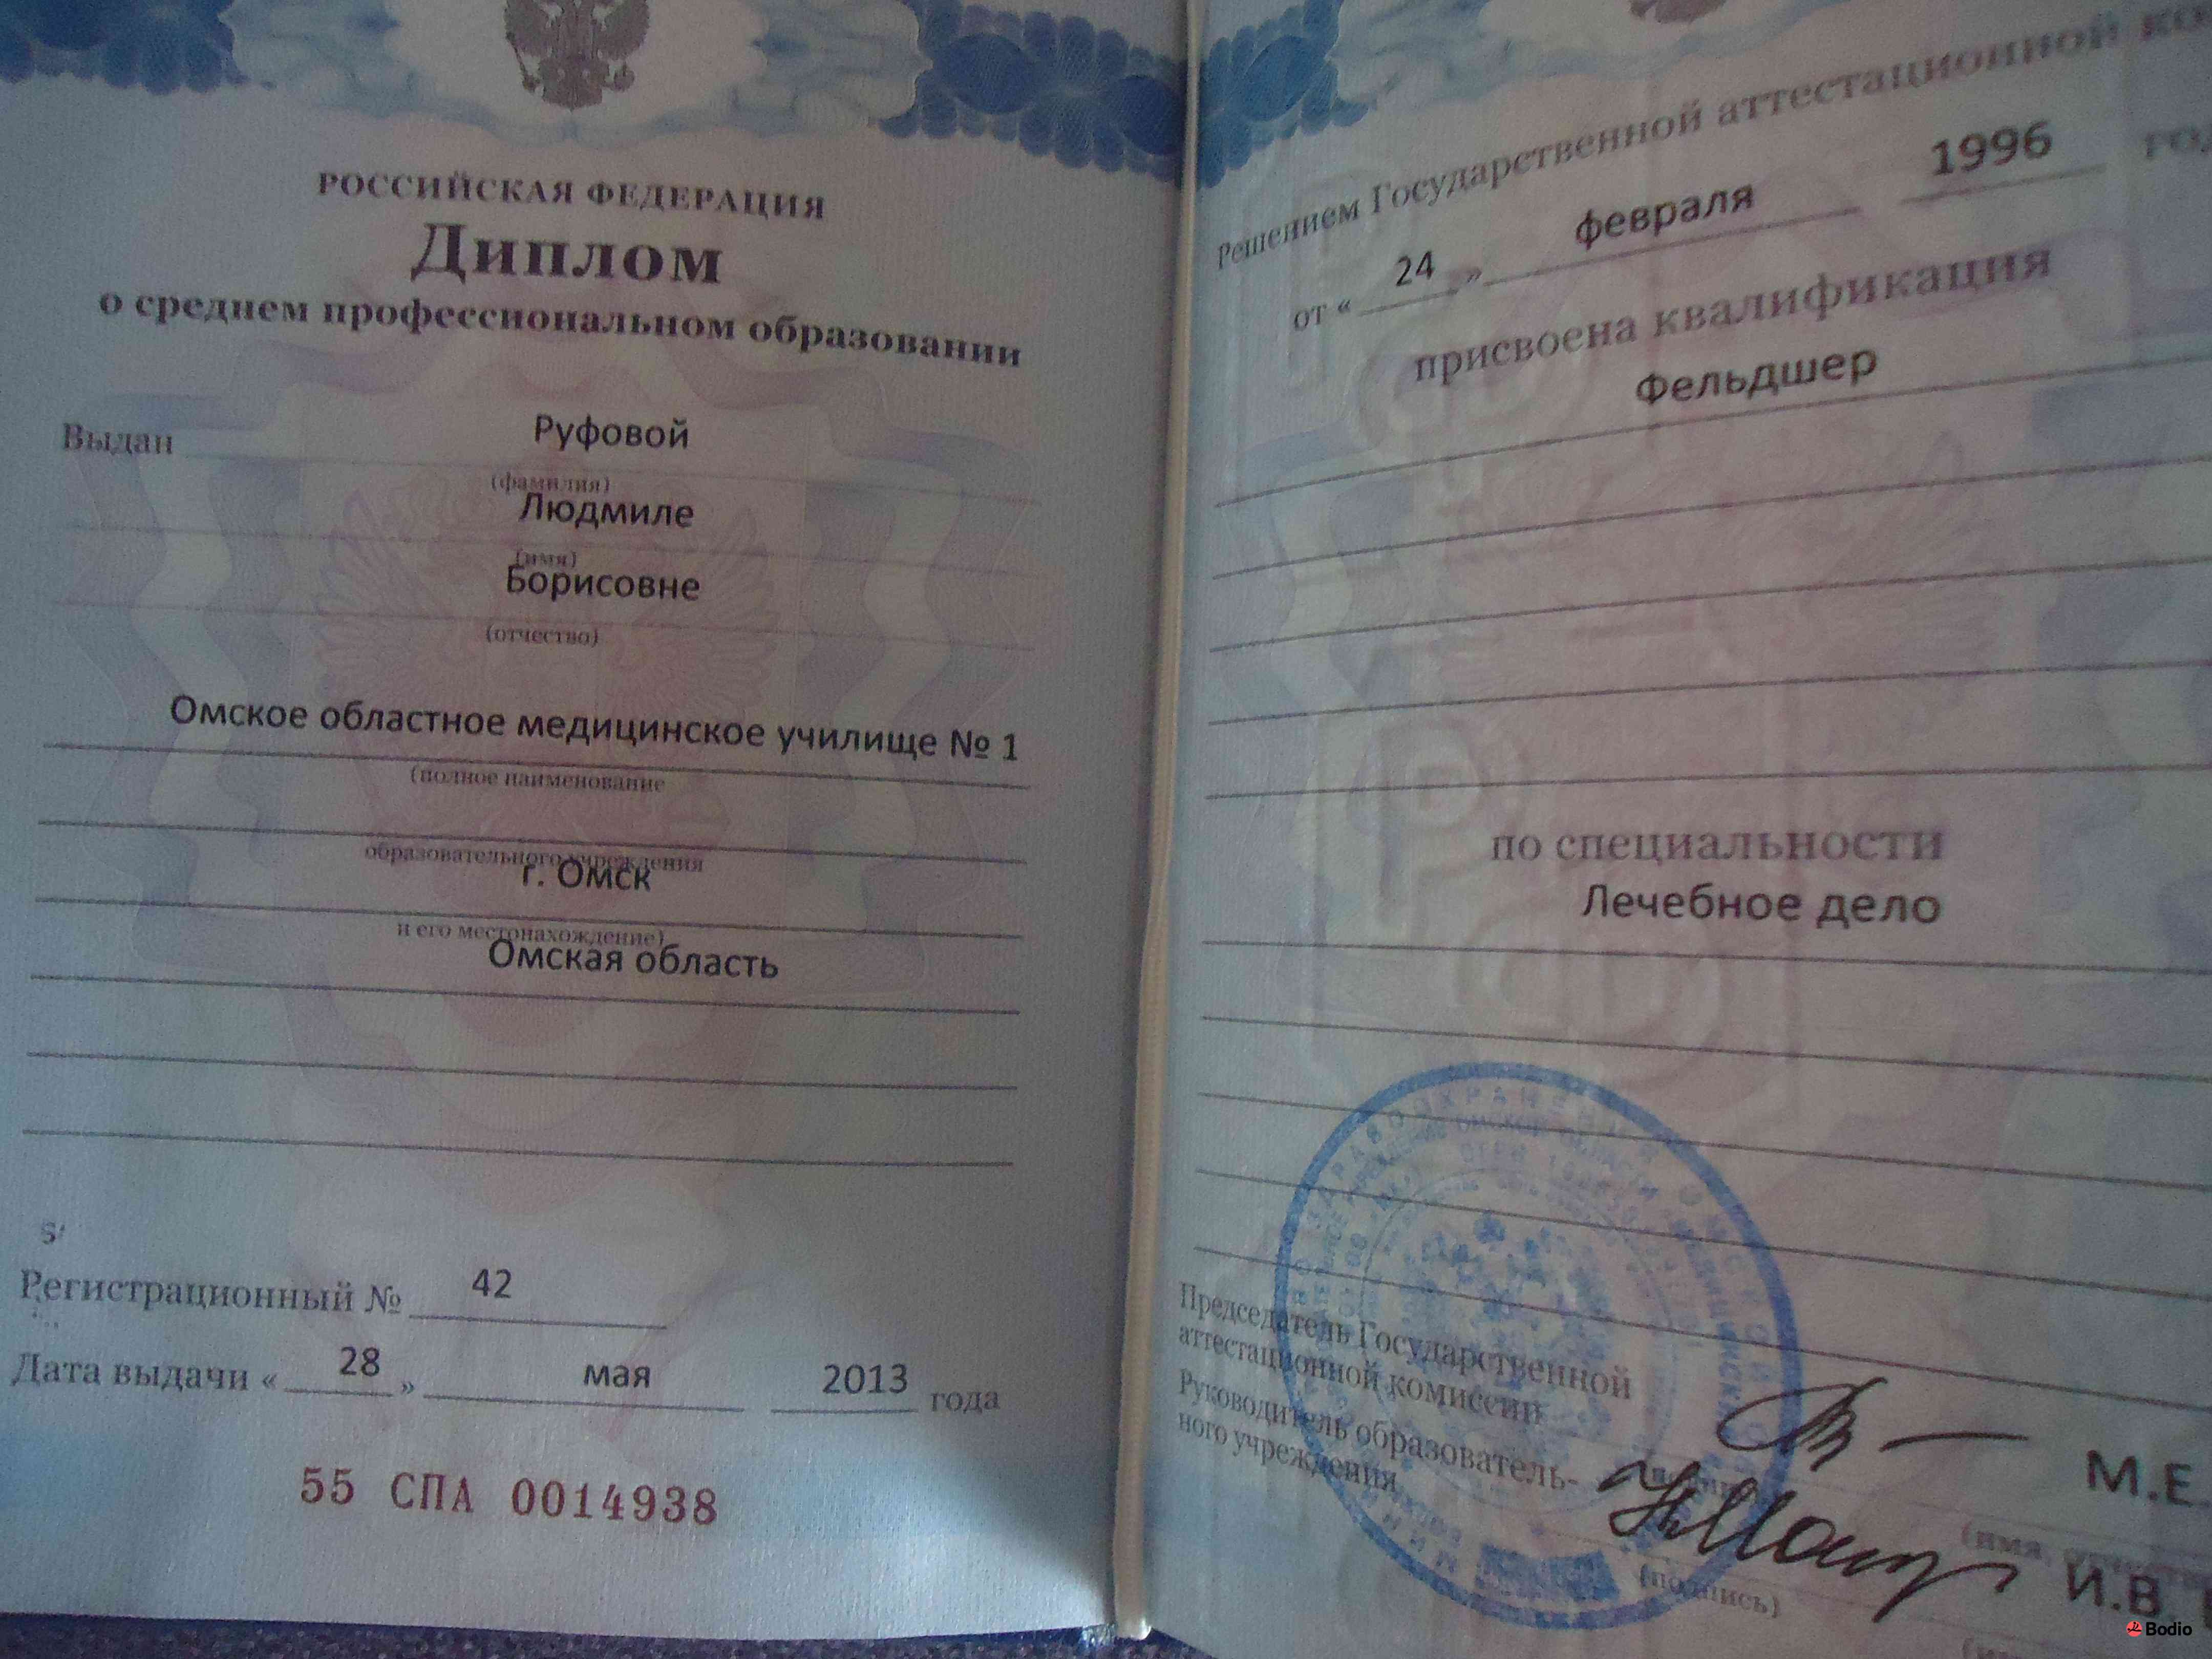 РОССИЙСКАЯ ФЕДЕРАЦИЯ
Диплом
о среднем профессиональном образовании
Выдан Руфовой
(фамилия)
Людмиле
(имя)
Борисовне
(отчество)
Омское областное медицинское училище № 1
(полное наименование
образовательного учреждения
г. Омск
и его местонахождение)
Омская область
Регистрационный № 42
Дата выдачи « 28 » мая 2013 года
55 СПА 0014938
Решением Государственной аттестационной
от « 24 » февраля 1996
присвоена квалификация
Фельдшер
по специальности
Лечебное дело
Председатель Государственной
аттестационной комиссии
М.Е.
Руководитель образователь-
ного учреждения
(подпись)
И.В.
Bodio